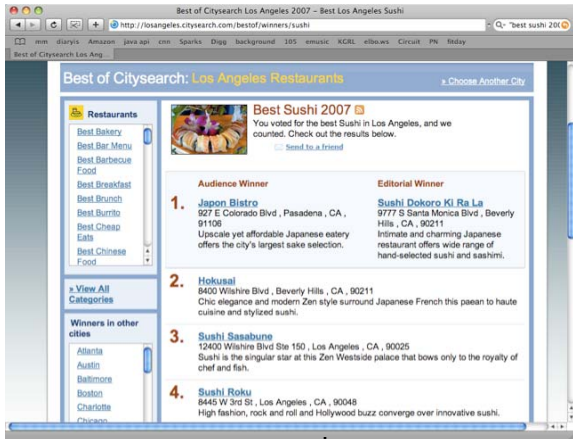 Best of Citysearch Los Angeles 2007 – Best Los Angeles Sushi
http://losangeles.citysearch.com/bestof/winners/sushi
Q- "best sushi 200
mm diaryis Amazon java api cnn Sparks Digg background 105 emusic KCRL elbo.ws Circuit PN fitday
Best of Citysearch Los Ang...
Best of Citysearch: Los Angeles Restaurants
» Choose Another City
Restaurants
Best Bakery
Best Bar Menu
Best Barbecue
Food
Best Breakfast
Best Brunch
Best Burrito
Best Cheap
Eats
Best Chinese
Food
» View All
Categories
Winners in other
cities
Atlanta
Austin
Baltimore
Boston
Charlotte
Chicago
Best Sushi 2007
You voted for the best Sushi in Los Angeles, and we
counted. Check out the results below.
Send to a friend
Audience Winner
1. Japon Bistro
927 E Colorado Blvd , Pasadena , CA ,
91106
Upscale yet affordable Japanese eatery
offers the city's largest sake selection.
Editorial Winner
Sushi Dokoro Ki Ra La
9777 S Santa Monica Blvd , Beverly
Hills , CA , 90211
Intimate and charming Japanese
restaurant offers wide range of
hand-selected sushi and sashimi.
2. Hokusai
8400 Wilshire Blvd , Beverly Hills , CA , 90211
Chic elegance and modern Zen style surround Japanese French this paean to haute
cuisine and stylized sushi.
3. Sushi Sasabune
12400 Wilshire Blvd Ste 150 , Los Angeles , CA , 90025
Sushi is the singular star at this Zen Westside palace that bows only to the royalty of
chef and fish.
4. Sushi Roku
8445 W 3rd St , Los Angeles , CA , 90048
High fashion, rock and roll and Hollywood buzz converge over innovative sushi.